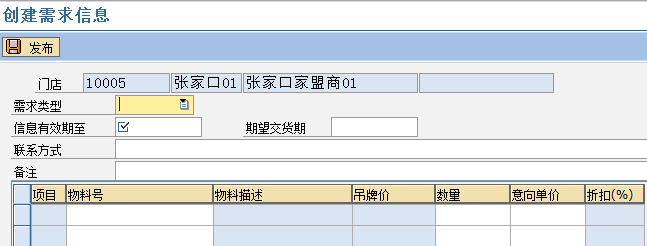 创建需求信息
发布
门店 10005 张家口01 张家口家盟商01
需求类型
信息有效期至 期望交货期
联系方式
备注
项目 物料号 物料描述 吊牌价 数量 意向单价 折扣(%)